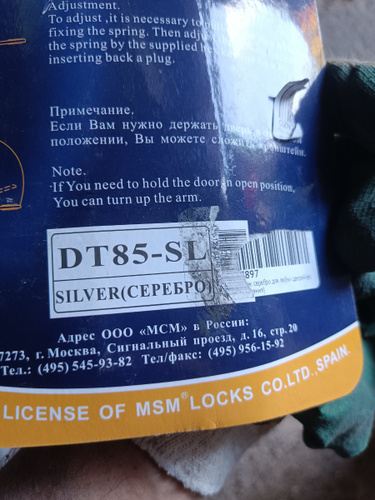 Adjustment.
To adjust ,it is necessary to
fixing the spring. Then
the spring by the supplied
inserting back a plug.
Примечание.
Если Вам нужно держать
положении, Вы можете
Note.
If You need to hold the door in open position,
You can turn up the arm.
DT85-SL
SILVER(СЕРЕБРО)
897
серебро для
Адрес ООО «МСМ» в России:
7273, г. Москва, Сигнальный проезд, д.16, стр.20
Тел.: (495) 545-93-82 Тел/факс: (495) 956-15-92
LICENSE OF MSM® LOCKS CO.LTD., SPAIN.